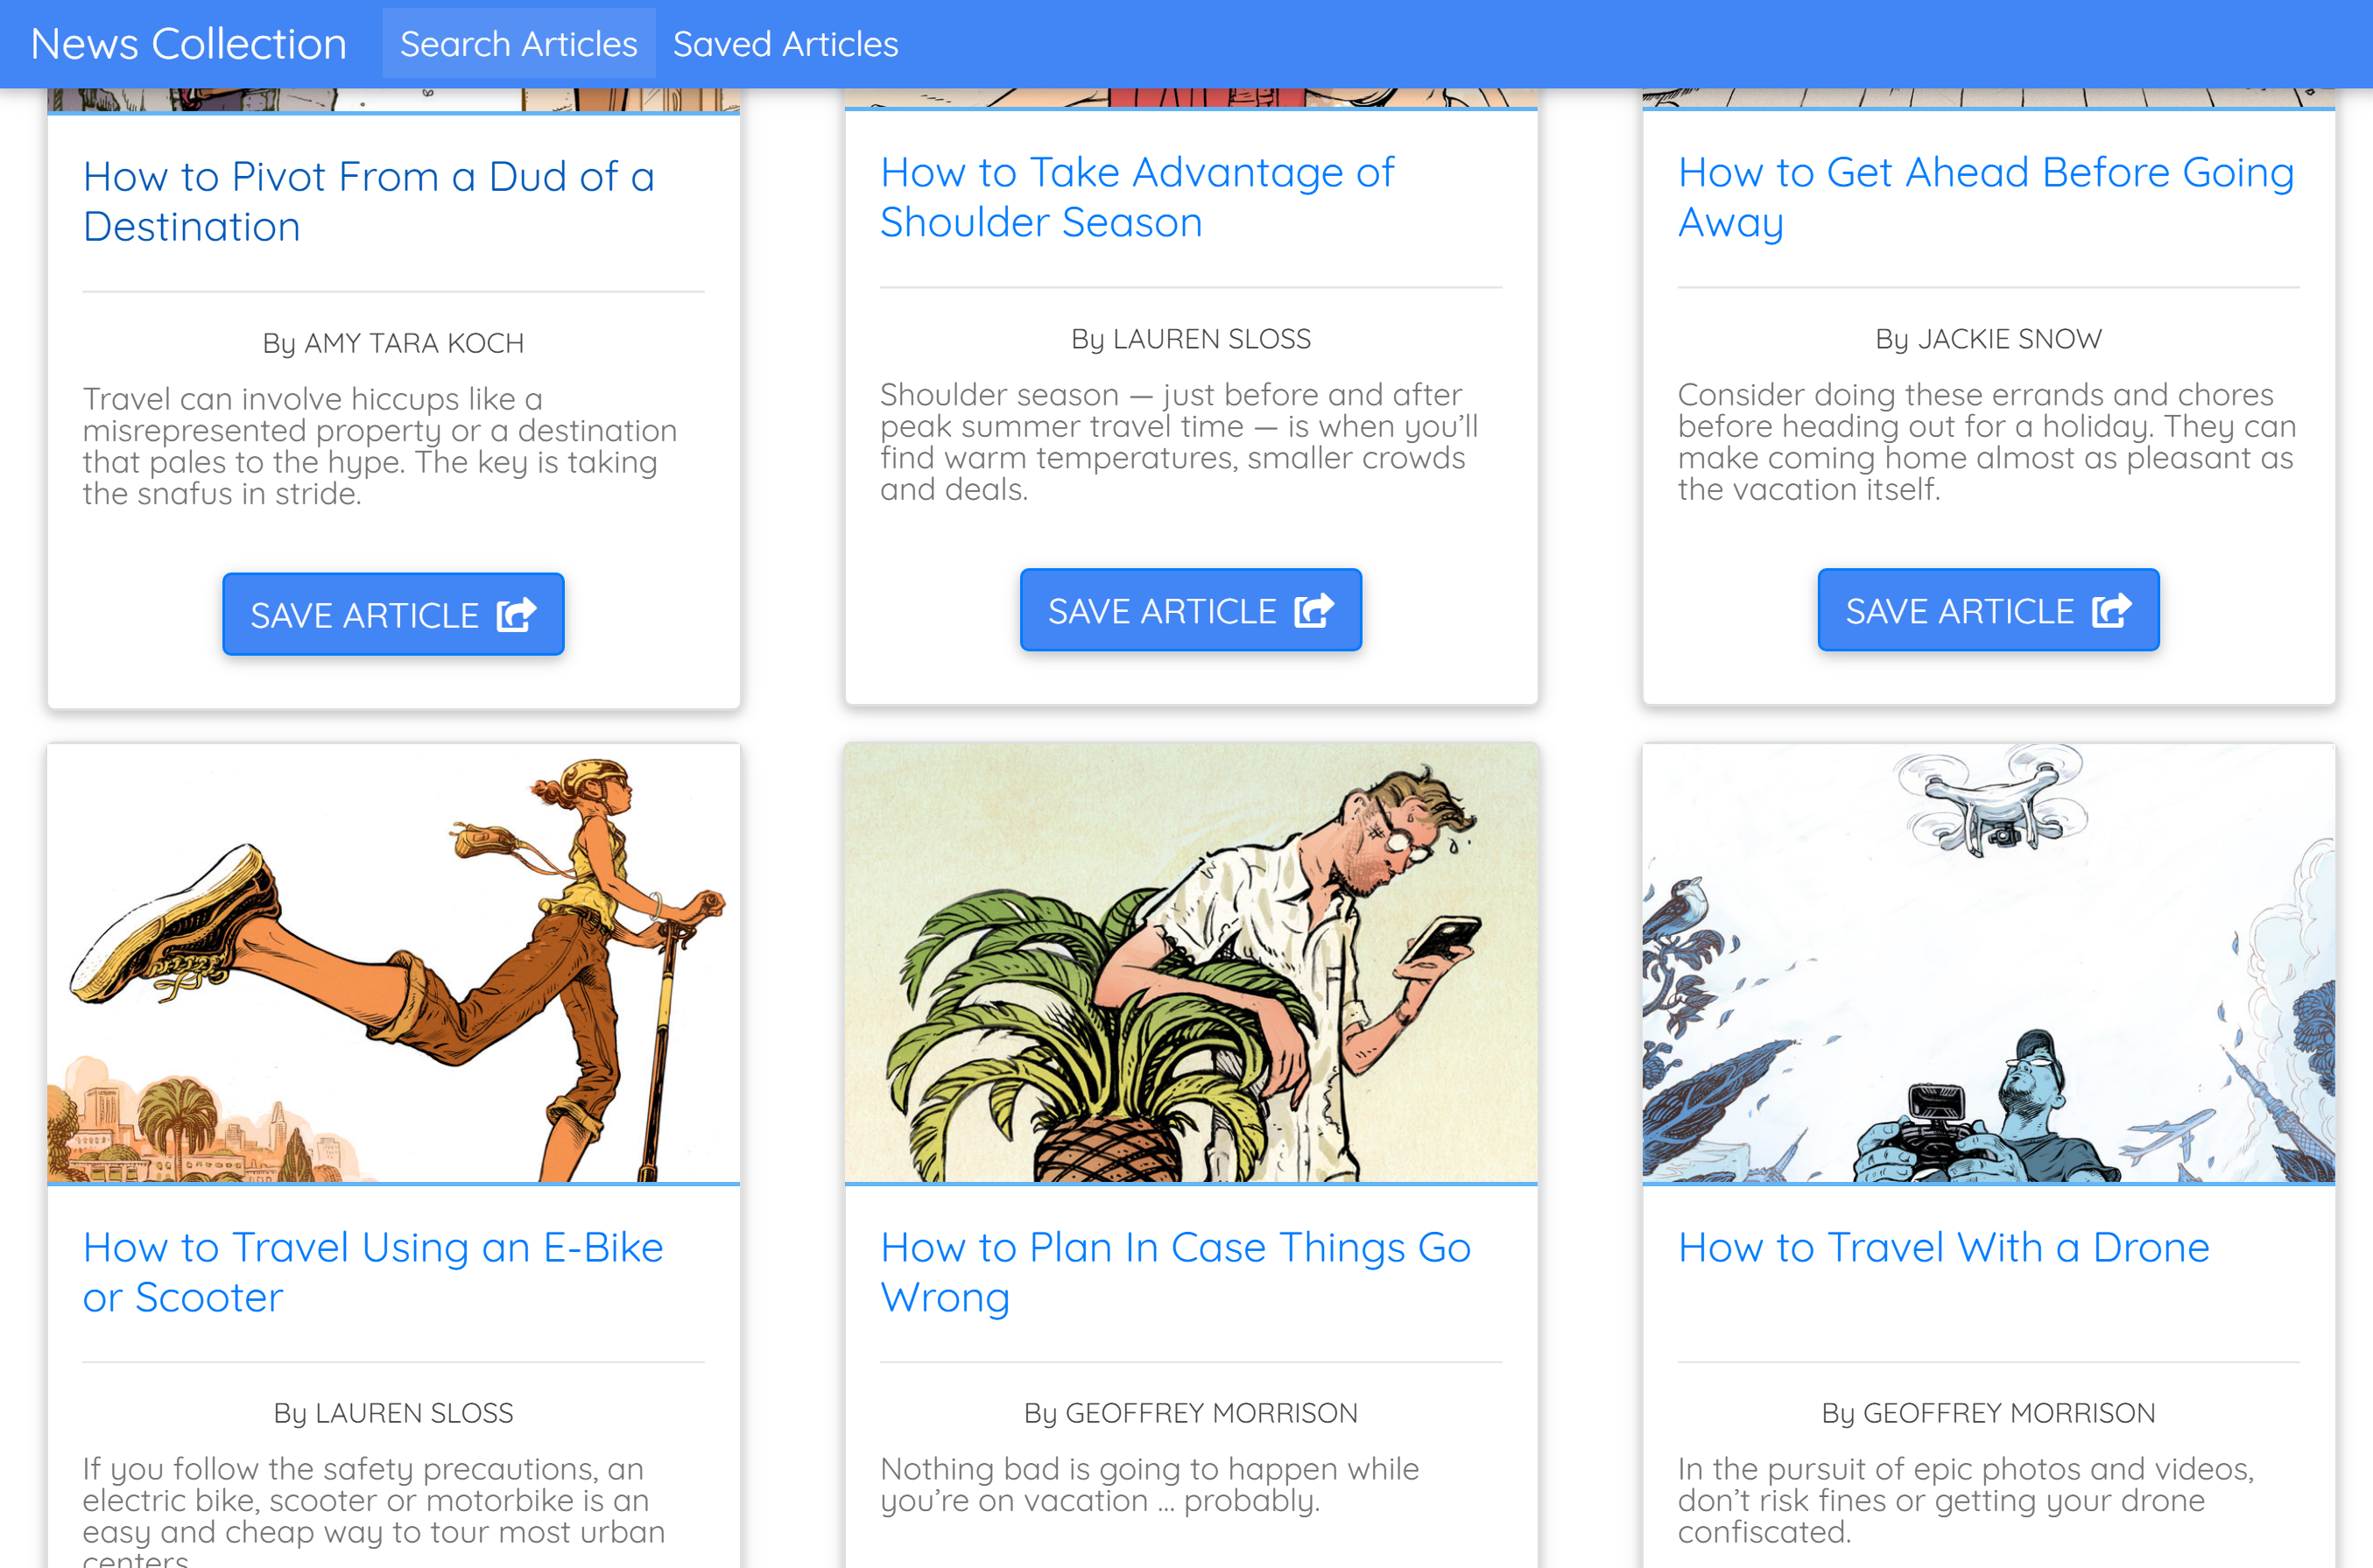 News Collection Search Articles Saved Articles
How to Pivot From a Dud of a
Destination
By AMY TARA KOCH
Travel can involve hiccups like a
misrepresented property or a destination
that pales to the hype. The key is taking
the snafus in stride.
SAVE ARTICLE
How to Take Advantage of
Shoulder Season
By LAUREN SLOSS
Shoulder season — just before and after
peak summer travel time — is when you’ll
find warm temperatures, smaller crowds
and deals.
SAVE ARTICLE
How to Get Ahead Before Going
Away
By JACKIE SNOW
Consider doing these errands and chores
before heading out for a holiday. They can
make coming home almost as pleasant as
the vacation itself.
SAVE ARTICLE
How to Travel Using an E-Bike
or Scooter
By LAUREN SLOSS
If you follow the safety precautions, an
electric bike, scooter or motorbike is an
easy and cheap way to tour most urban
centers
How to Plan In Case Things Go
Wrong
By GEOFFREY MORRISON
Nothing bad is going to happen while
you’re on vacation ... probably.
How to Travel With a Drone
By GEOFFREY MORRISON
In the pursuit of epic photos and videos,
don’t risk fines or getting your drone
confiscated.